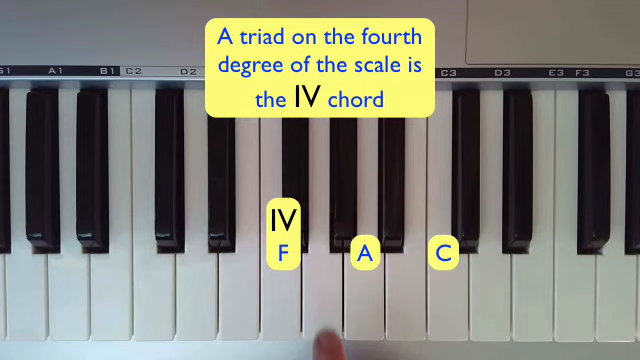 A triad on the fourth
degree of the scale is
the IV chord
G1 A1 B1 C2 D2 C3 D3 E3 F3 G3
IV
F A C